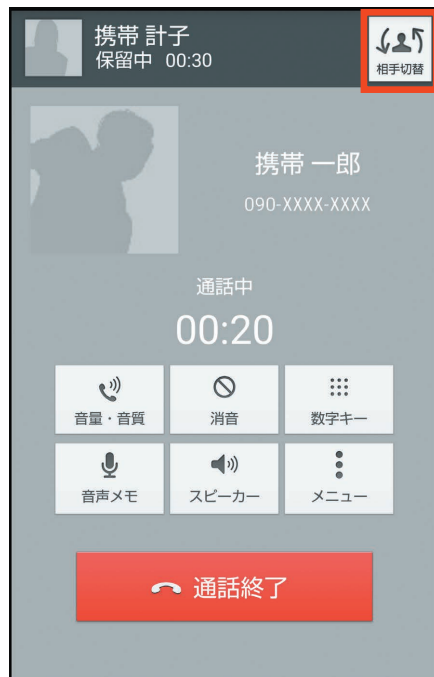 携帯 計子
保留中 00:30
相手切替
携帯 一郎
090-XXXX-XXXX
通話中
00:20
音量・音質
消音
数字キー
音声メモ
スピーカー
メニュー
通話終了